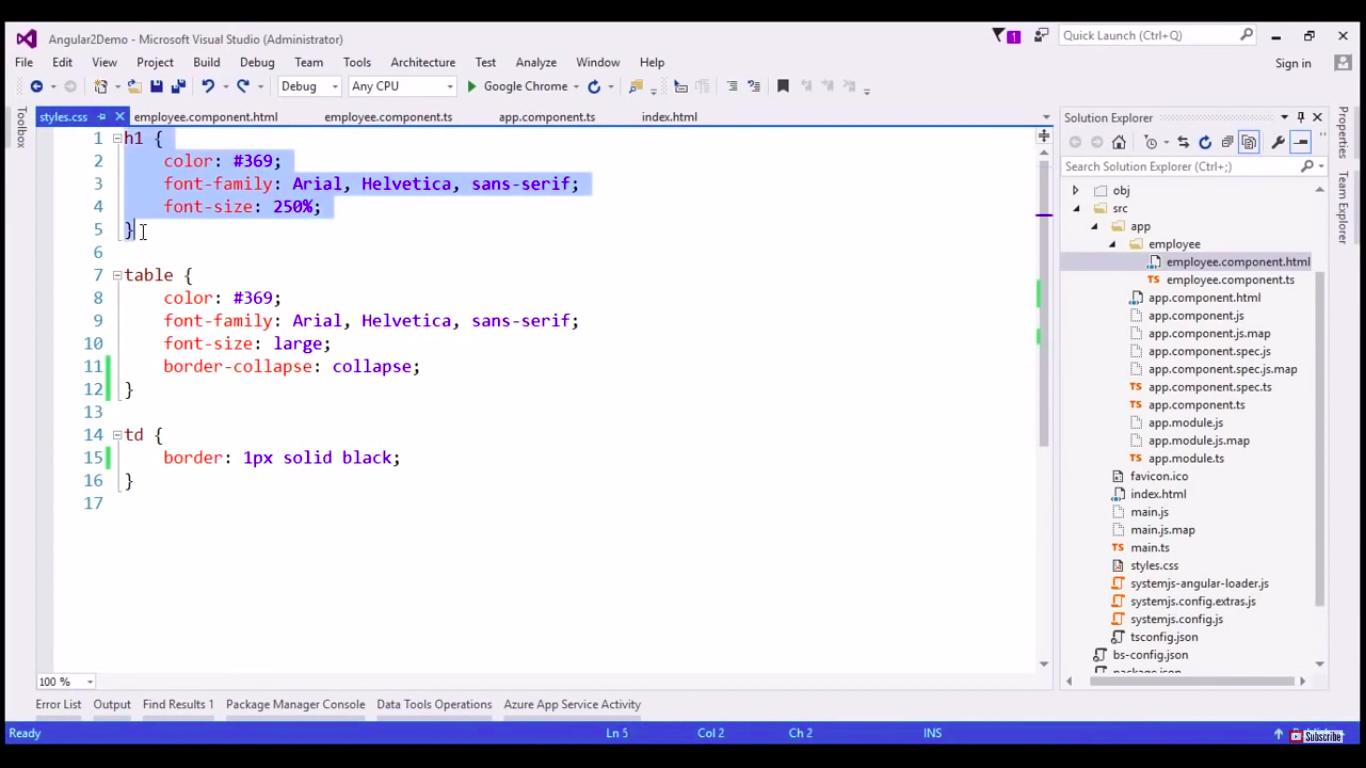 Angular2Demo - Microsoft Visual Studio (Administrator)
1
Quick Launch (Ctrl+Q)
File Edit View Project Build Debug Team Tools Architecture Test Analyze Window Help
Sign in
Debug Any CPU Google Chrome
Toolbox
styles.css employee.component.html employee.component.ts app.component.ts index.html
1 h1 {
2 color: #369;
3 font-family: Arial, Helvetica, sans-serif;
4 font-size: 250%;
5 }
6
7 table {
8 color: #369;
9 font-family: Arial, Helvetica, sans-serif;
10 font-size: large;
11 border-collapse: collapse;
12 }
13
14 td {
15 border: 1px solid black;
16 }
17
100 %
Solution Explorer
Search Solution Explorer (Ctrl+;)
obj
src
app
employee
employee.component.html
TS employee.component.ts
app.component.html
app.component.js
app.component.js.map
app.component.spec.js
app.component.spec.js.map
TS app.component.spec.ts
TS app.component.ts
app.module.js
app.module.js.map
TS app.module.ts
favicon.ico
index.html
main.js
main.js.map
TS main.ts
styles.css
systemjs-angular-loader.js
systemjs.config.extras.js
systemjs.config.js
tsconfig.json
bs-config.json
package.json
Properties
Team Explorer
Error List Output Find Results 1 Package Manager Console Data Tools Operations Azure App Service Activity
Ready Ln 5 Col 2 Ch 2 INS
Subscribe